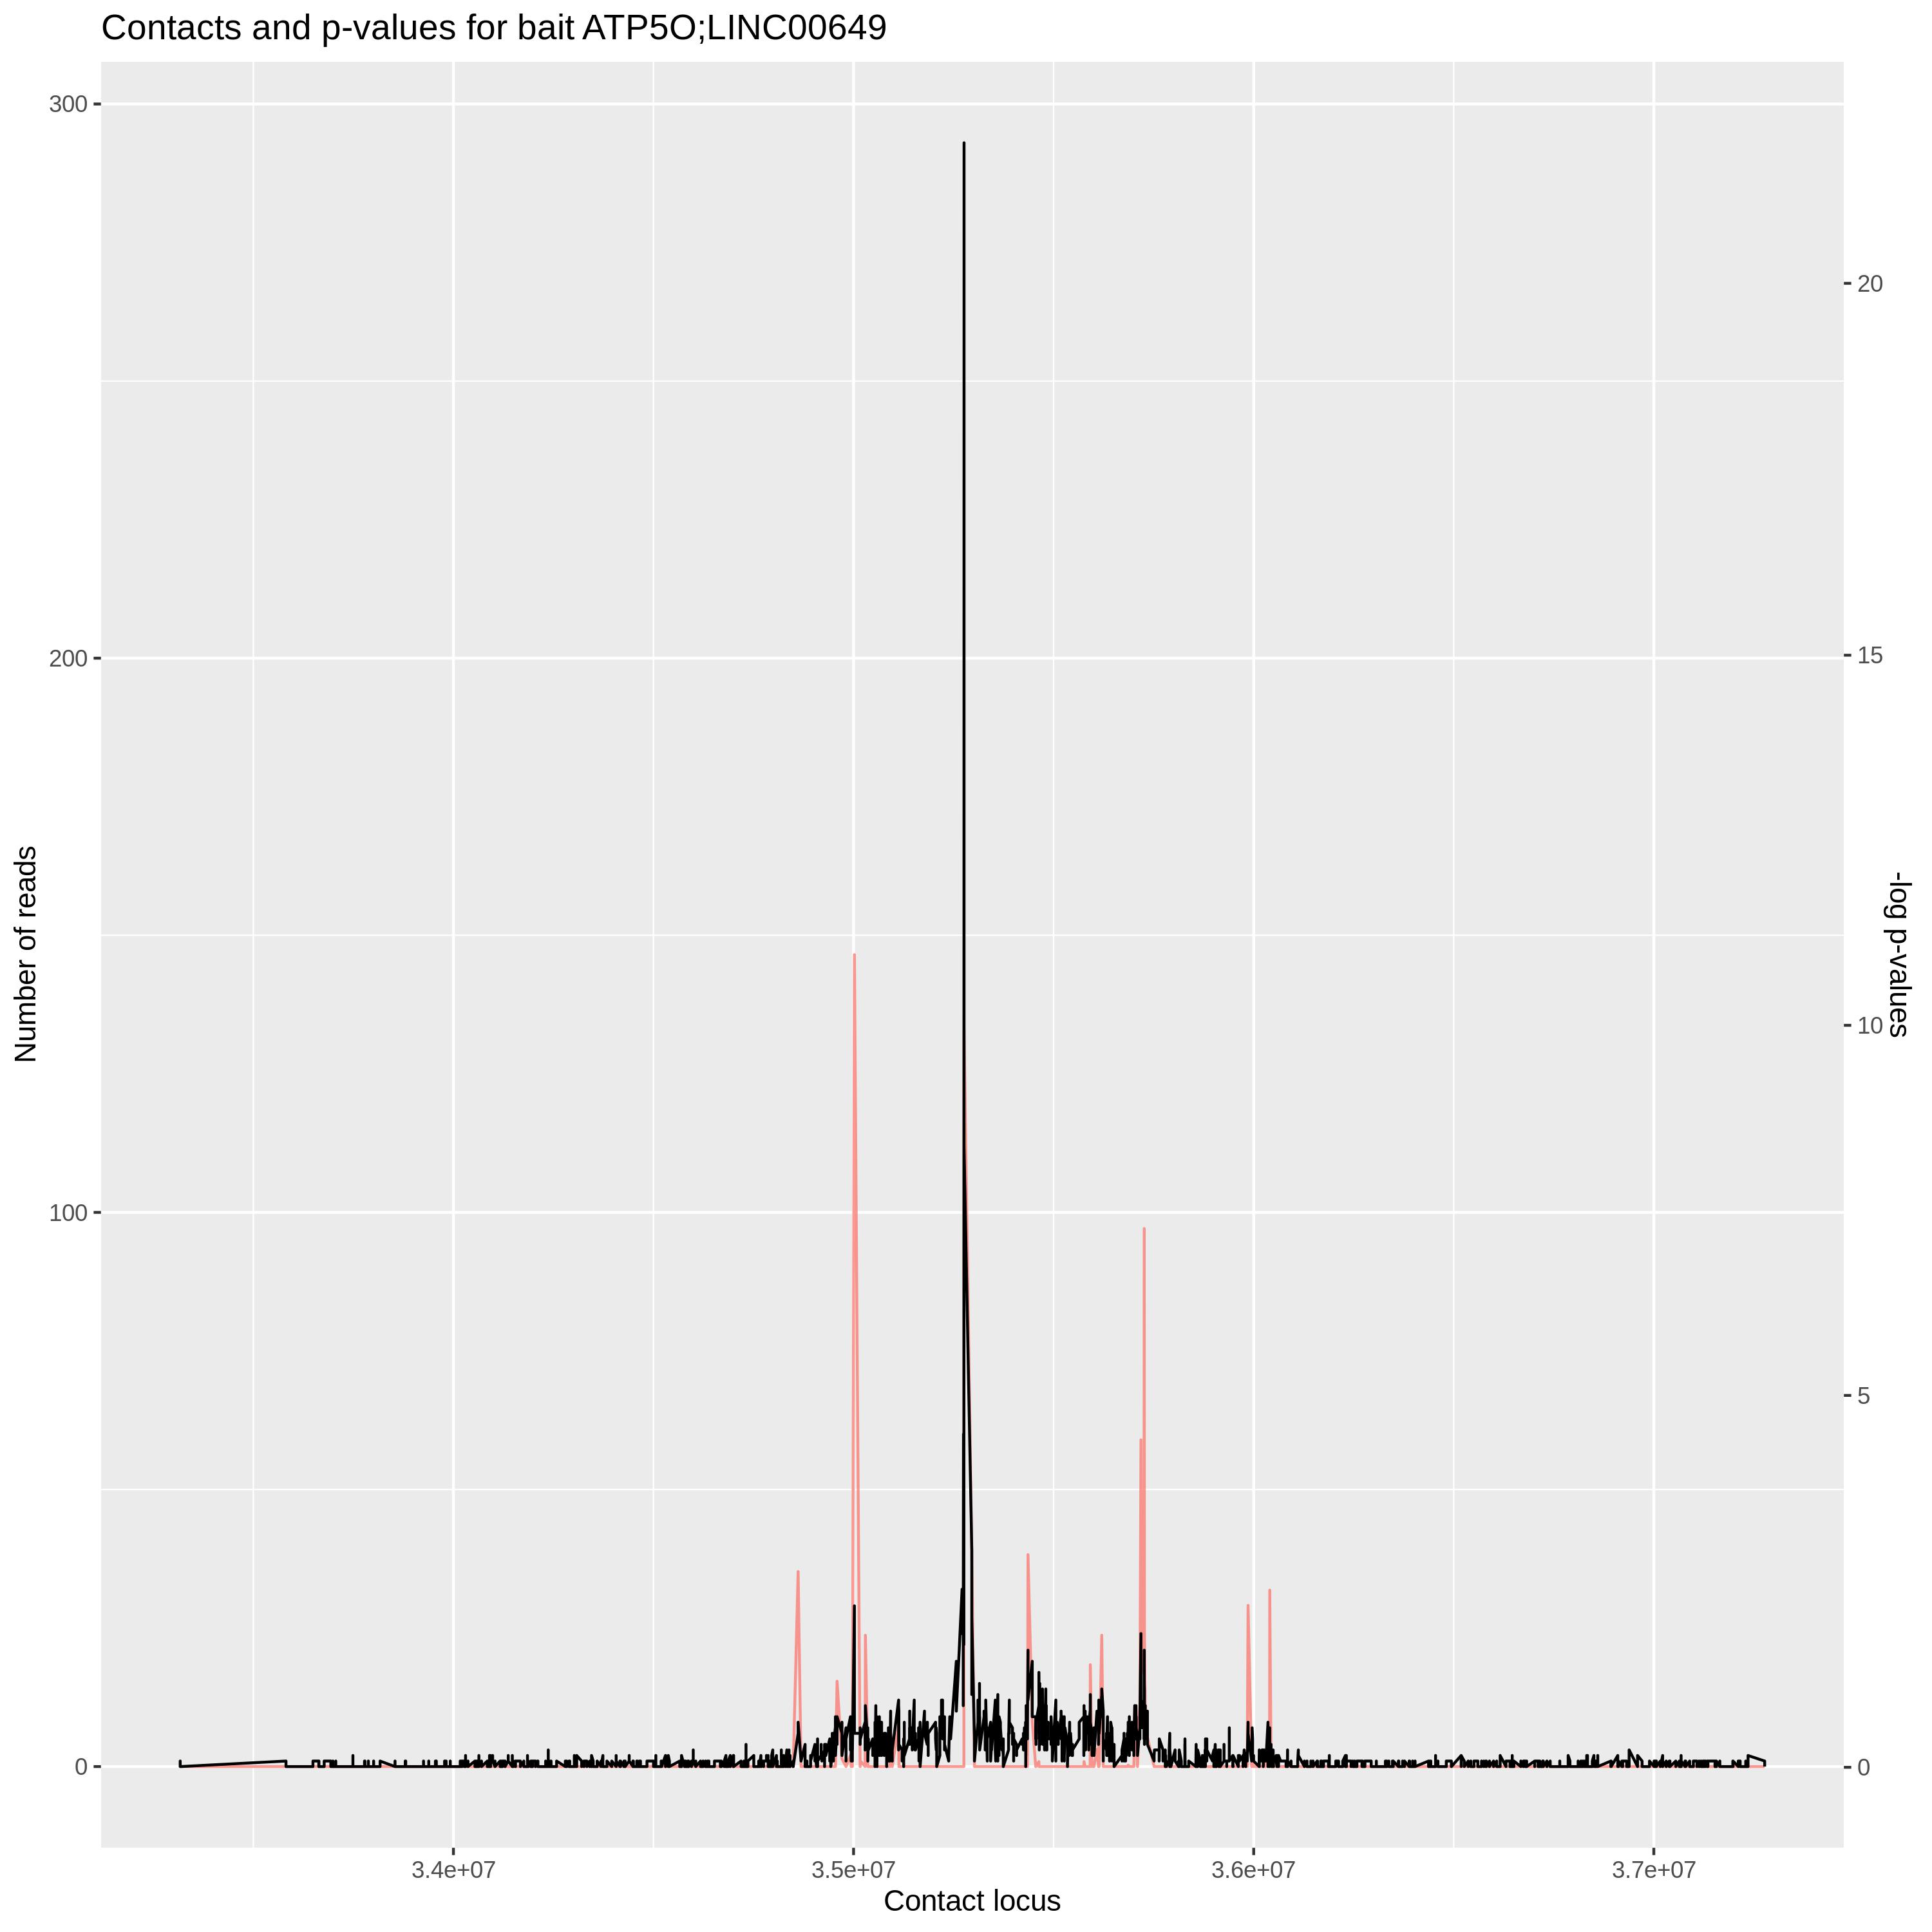 Contacts and p-values for bait ATP5O;LINC00649
300
200
100
0
Number of reads
20
15
10
5
0
-log p-values
3.4e+07 3.5e+07 3.6e+07 3.7e+07
Contact locus